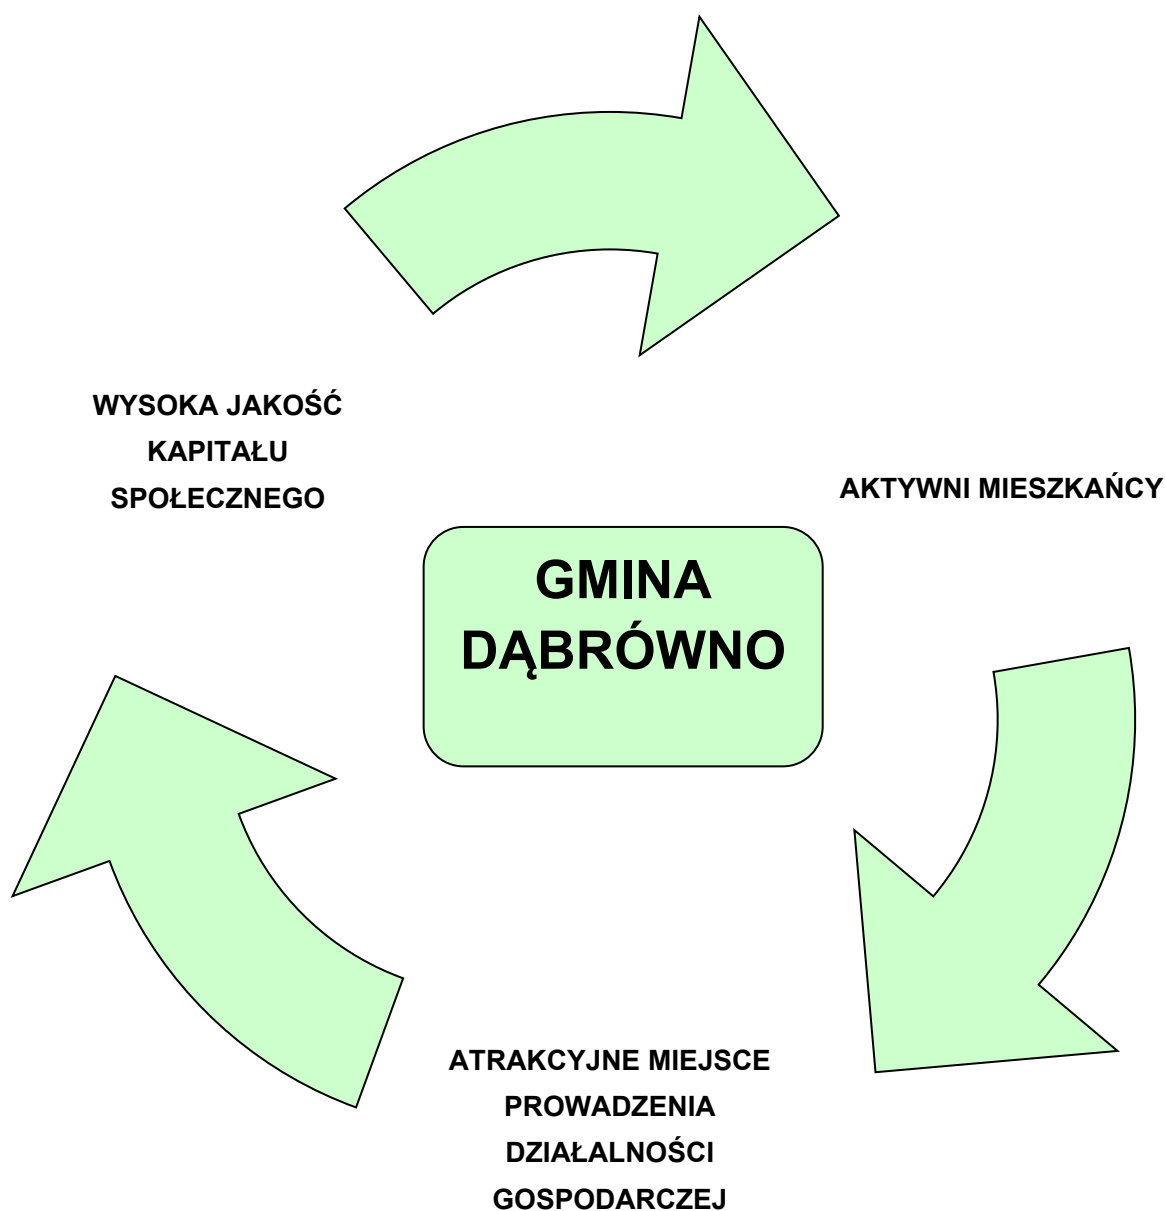 WYSOKA JAKOŚĆ
KAPITAŁU
SPOŁECZNEGO
AKTYWNI MIESZKAŃCY
GMINA
DĄBRÓWNO
ATRAKCYJNE MIEJSCE
PROWADZENIA
DZIAŁALNOŚCI
GOSPODARCZEJ